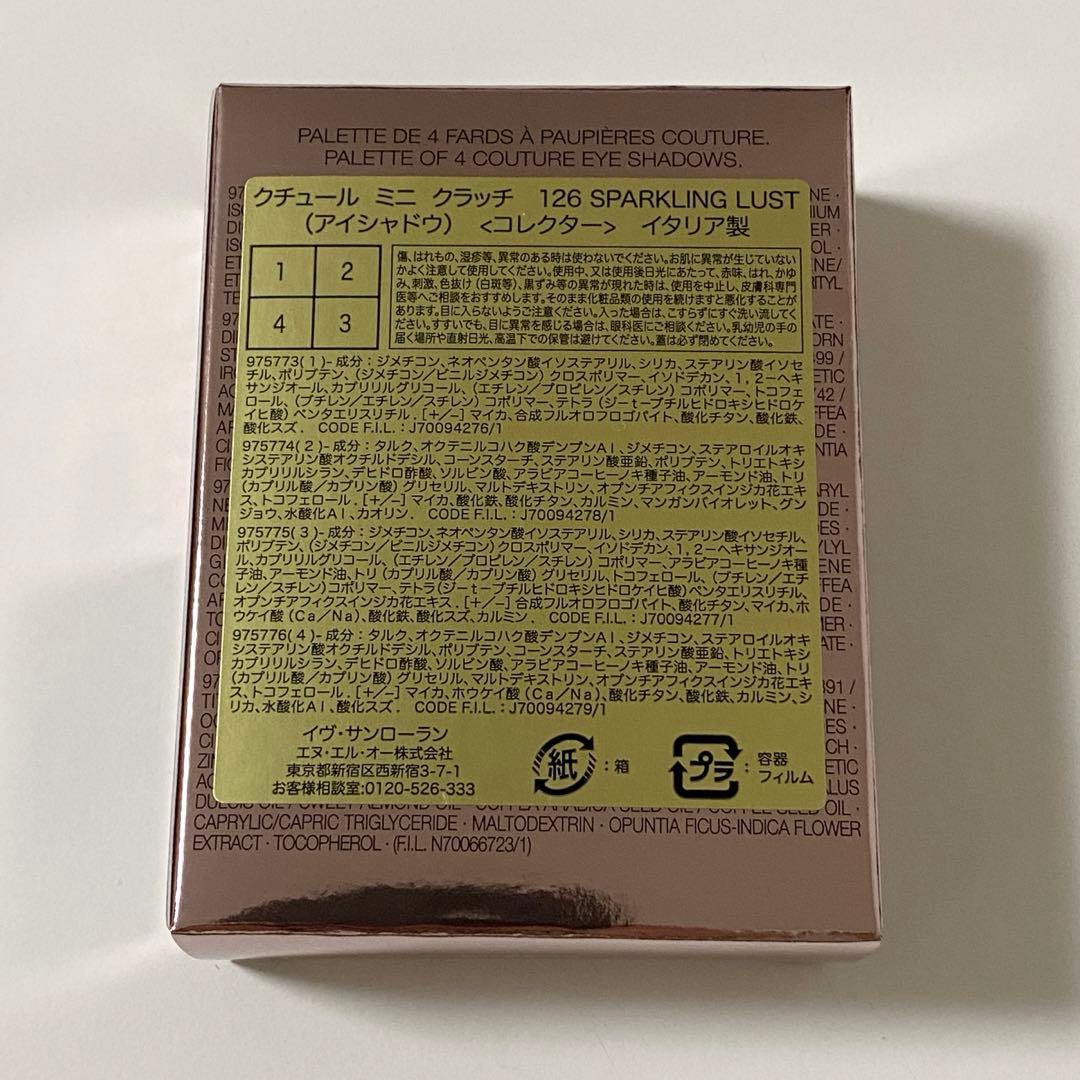 PALETTE DE 4 FARDS À PAUPIÈRES COUTURE.
PALETTE OF 4 COUTURE EYE SHADOWS.
クチュール ミニ クラッチ 126 SPARKLING LUST
(アイシャドウ) <コレクター> イタリア製
1 2
4 3
傷、はれもの、湿疹等、異常のある時は使わないでください。お肌に異常が生じていない
かよく注意して使用してください。使用中、又は使用後日光にあたって、赤味、はれ、かゆ
み、刺激、色抜け(白斑等)、黒ずみ等の異常が現れた時は、使用を中止し、皮膚科専門
医等へご相談をおすすめします。そのまま化粧品類の使用を続けますと悪化することが
あります。目に入らないようご注意ください。入った場合は、こすらずにすぐ洗い流してく
ださい。すすいでも、目に異常を感じる場合は、眼科医にご相談ください。乳幼児の手の
届く場所や直射日光、高温下での保管は避けてください。蓋は必ず閉めてください。
975773(1)-成分:ジメチコン、ネオペンタン酸イソステアリル、シリカ、ステアリン酸イソセ
チル、ポリブテン、(ジメチコン/ビニルジメチコン)クロスポリマー、イソドデカン、1,2-ヘキ
サンジオール、カプリリルグリコール、(エチレン/プロピレン/スチレン)コポリマー、トコフェ
ロール、(ブチレン/エチレン/スチレン)コポリマー、テトラ(ジ-t-ブチルヒドロキシヒドロケ
イヒ酸)ペンタエリスリチル.[+/-]マイカ、合成フルオロフロゴパイト、酸化チタン、酸化鉄、
酸化スズ. CODE F.I.L.:J70094276/1
975774(2)-成分:タルク、オクテニルコハク酸デンプンAl、ジメチコン、ステアロイルオキ
システアリン酸オクチルドデシル、コーンスターチ、ステアリン酸亜鉛、ポリブテン、トリエトキシ
カプリリルシラン、デヒドロ酢酸、ソルビン酸、アラビアコーヒーノキ種子油、アーモンド油、トリ
(カプリル酸/カプリン酸)グリセリル、マルトデキストリン、オプンチアフィクスインジカ花エキ
ス、トコフェロール.[+/-]マイカ、酸化鉄、酸化チタン、カルミン、マンガンバイオレット、グン
ジョウ、水酸化Al、カオリン. CODE F.I.L.:J70094278/1
975775(3)-成分:ジメチコン、ネオペンタン酸イソステアリル、シリカ、ステアリン酸イソセチル、
ポリブテン、(ジメチコン/ビニルジメチコン)クロスポリマー、イソドデカン、1,2-ヘキサンジオー
ル、カプリリルグリコール、(エチレン/プロピレン/スチレン)コポリマー、アラビアコーヒーノキ種
子油、アーモンド油、トリ(カプリル酸/カプリン酸)グリセリル、トコフェロール、(ブチレン/エチ
レン/スチレン)コポリマー、テトラ(ジ-t-ブチルヒドロキシヒドロケイヒ酸)ペンタエリスリチル、
オプンチアフィクスインジカ花エキス.[+/-]合成フルオロフロゴパイト、酸化チタン、マイカ、ホ
ウケイ酸(Ca/Na)、酸化鉄、酸化スズ、カルミン. CODE F.I.L.:J70094277/1
975776(4)-成分:タルク、オクテニルコハク酸デンプンAl、ジメチコン、ステアロイルオキ
システアリン酸オクチルドデシル、ポリブテン、コーンスターチ、ステアリン酸亜鉛、トリエトキシ
カプリリルシラン、デヒドロ酢酸、ソルビン酸、アラビアコーヒーノキ種子油、アーモンド油、トリ
(カプリル酸/カプリン酸)グリセリル、マルトデキストリン、オプンチアフィクスインジカ花エキ
ス、トコフェロール.[+/-]マイカ、ホウケイ酸(Ca/Na)、酸化チタン、酸化鉄、カルミン、シ
リカ、水酸化Al、酸化スズ. CODE F.I.L.:J70094279/1
イヴ・サンローラン
エヌ・エル・オー株式会社
東京都新宿区西新宿3-7-1
お客様相談室:0120-526-333
紙:箱
プラ:容器
フィルム
CAPRYLIC/CAPRIC TRIGLYCERIDE · MALTODEXTRIN · OPUNTIA FICUS-INDICA FLOWER
EXTRACT · TOCOPHEROL · (F.I.L. N70066723/1)